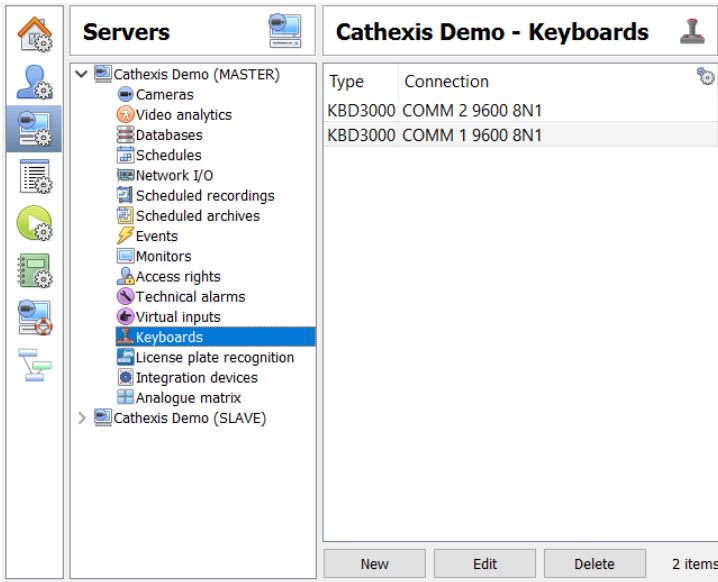 Servers
Cathexis Demo (MASTER)
Cameras
Video analytics
Databases
Schedules
Network I/O
Scheduled recordings
Scheduled archives
Events
Monitors
Access rights
Technical alarms
Virtual inputs
Keyboards
License plate recognition
Integration devices
Analogue matrix
Cathexis Demo (SLAVE)
Cathexis Demo - Keyboards
Type Connection
KBD3000 COMM 2 9600 8N1
KBD3000 COMM 1 9600 8N1
New Edit Delete 2 items